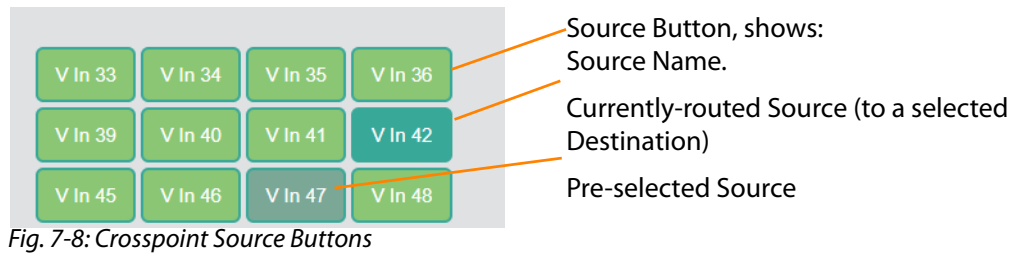 V In 33 V In 34 V In 35 V In 36
V In 39 V In 40 V In 41 V In 42
V In 45 V In 46 V In 47 V In 48
Source Button, shows:
Source Name.
Currently-routed Source (to a selected
Destination)
Pre-selected Source
Fig. 7-8: Crosspoint Source Buttons